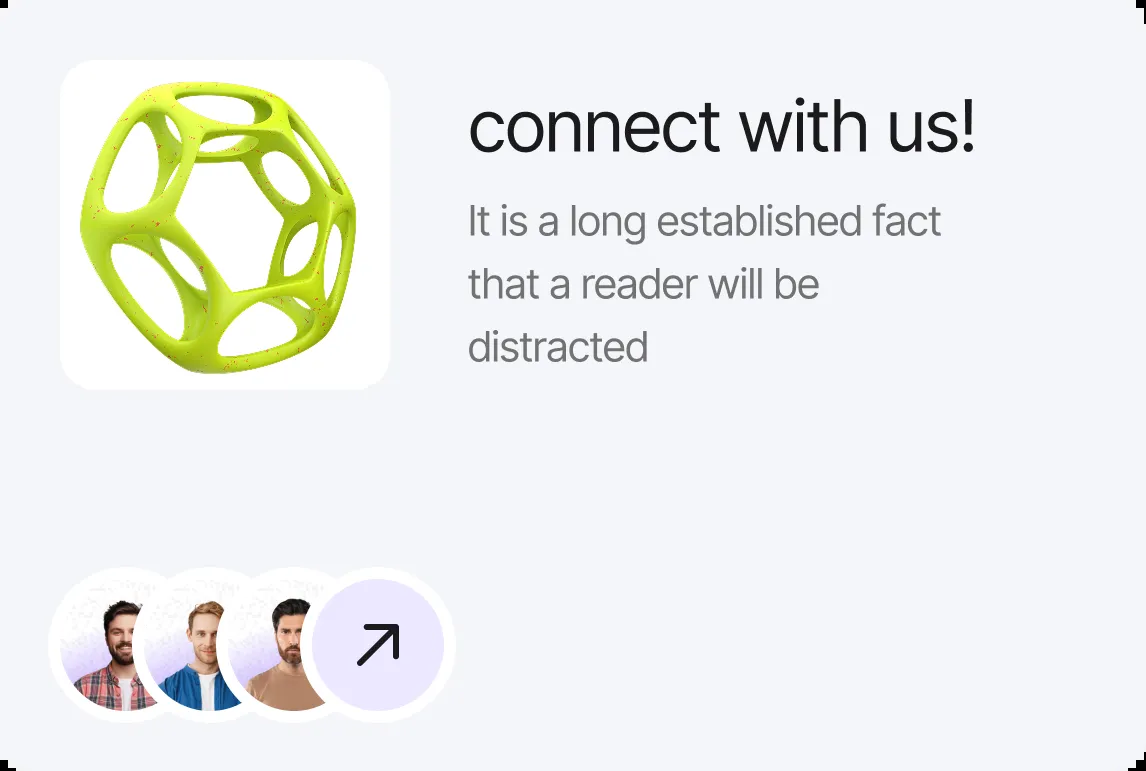 connect with us!
It is a long established fact
that a reader will be
distracted